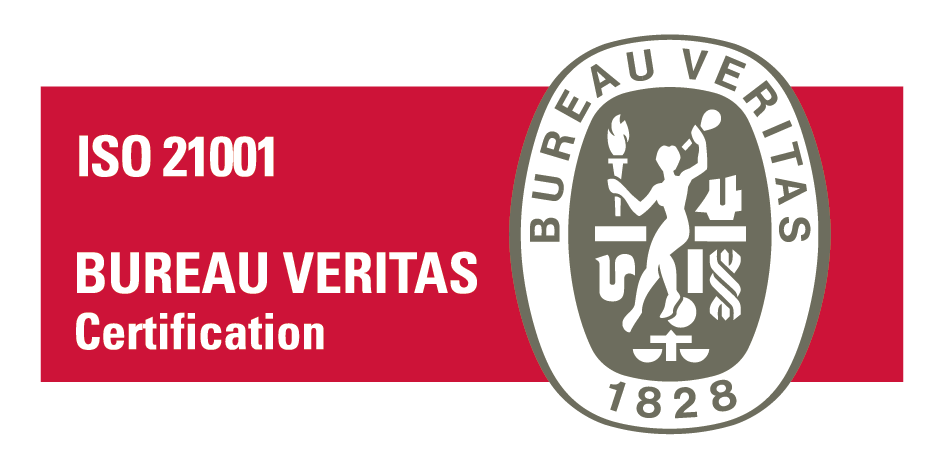 ISO 21001
BUREAU VERITAS
Certification
BUREAU VERITAS
1828